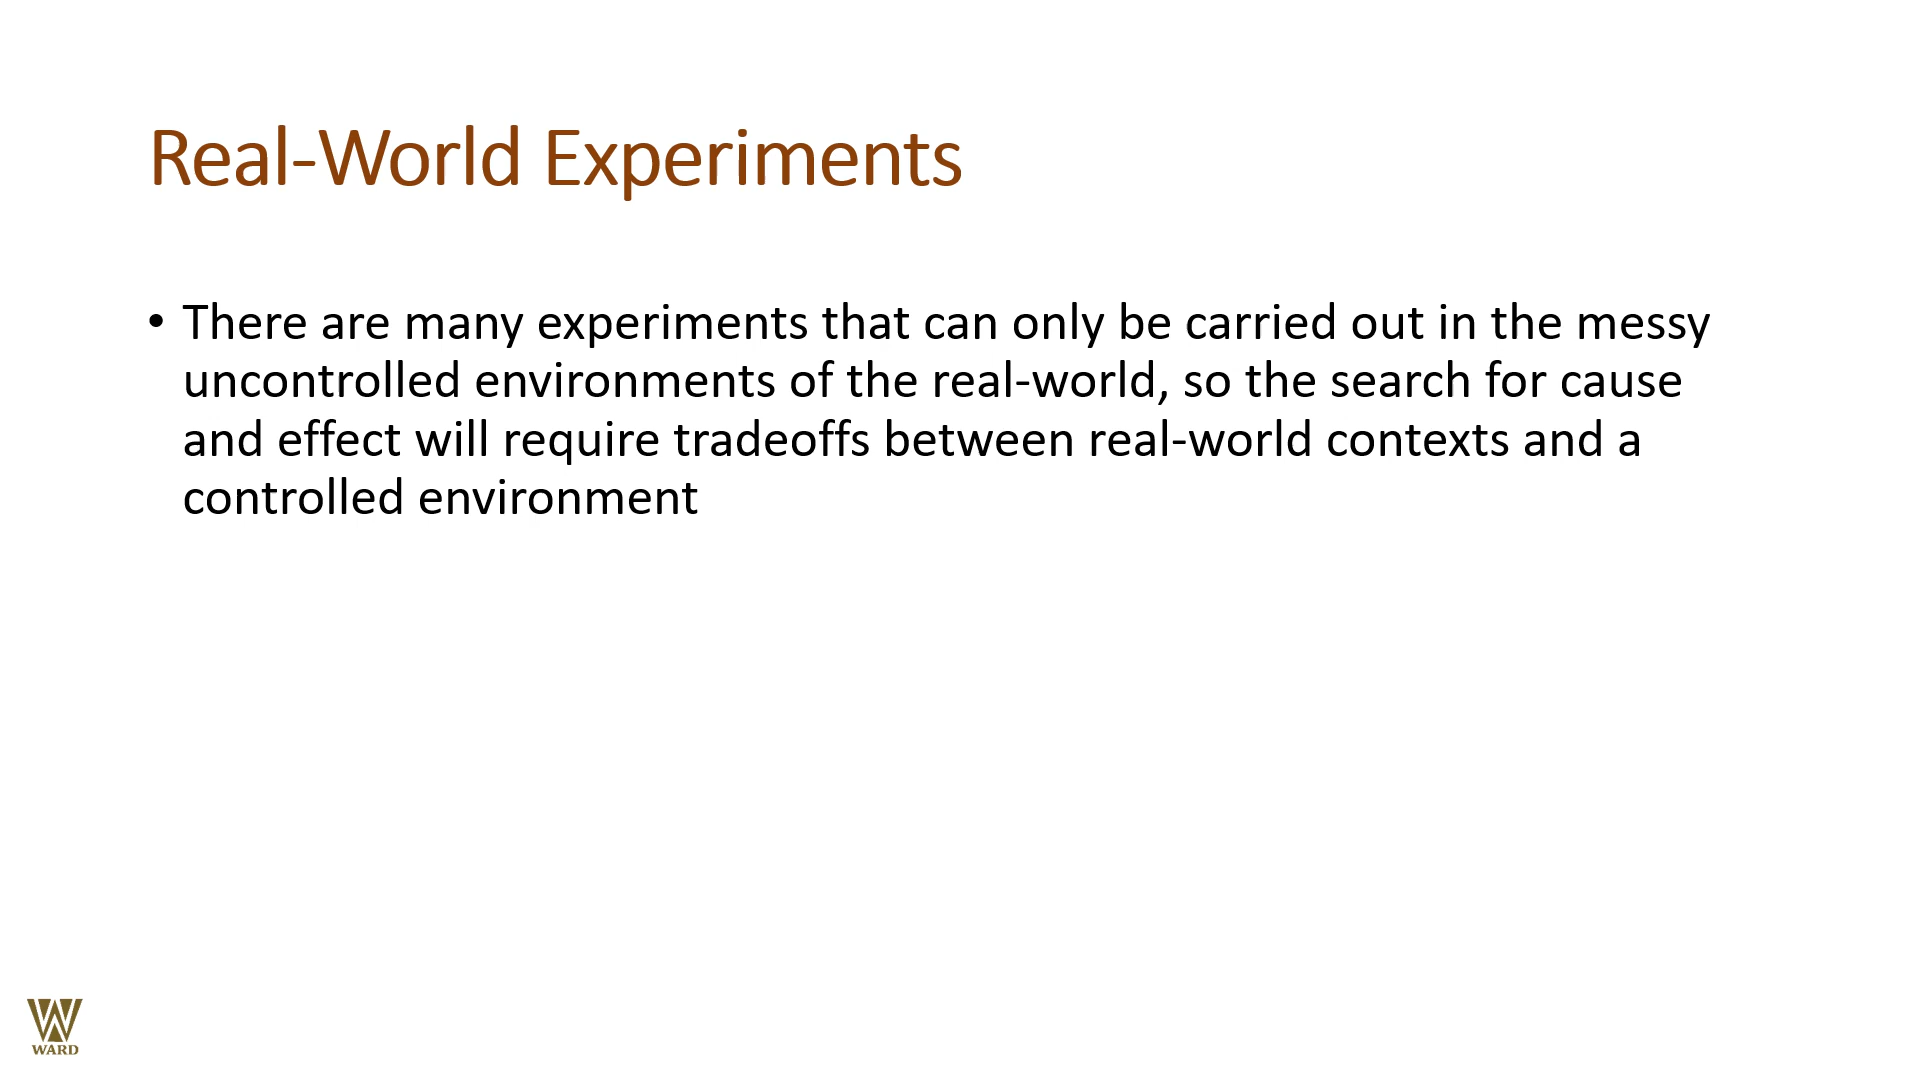 Real-World Experiments
• There are many experiments that can only be carried out in the messy
uncontrolled environments of the real-world, so the search for cause
and effect will require tradeoffs between real-world contexts and a
controlled environment
WARD